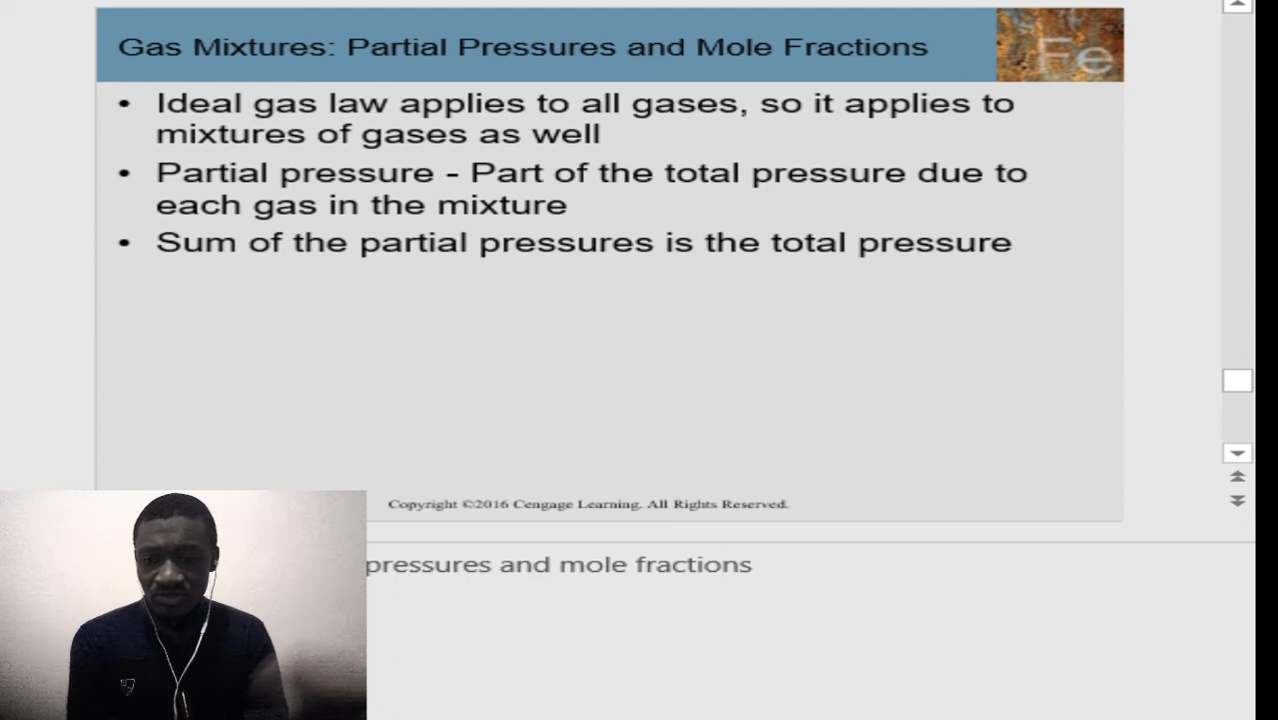 Gas Mixtures: Partial Pressures and Mole Fractions
Fe
• Ideal gas law applies to all gases, so it applies to
mixtures of gases as well
• Partial pressure - Part of the total pressure due to
each gas in the mixture
• Sum of the partial pressures is the total pressure
Copyright ©2016 Cengage Learning. All Rights Reserved.
pressures and mole fractions